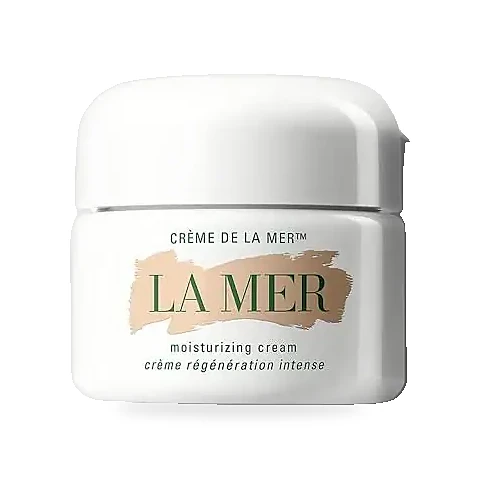 CRÈME DE LA MER™
LA MER
moisturizing cream
crème régénération intense